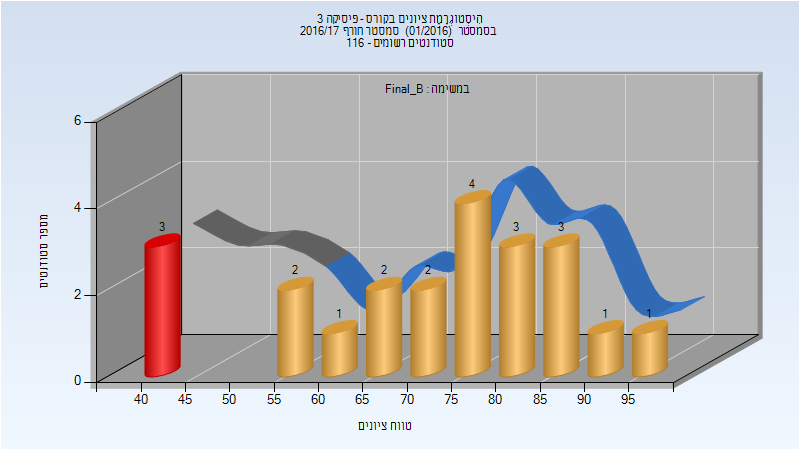 היסטוגרמת ציונים בקורס - פיסיקה 3
בסמסטר (01/2016) סמסטר חורף 2016/17
סטודנטים רשומים - 116
במשימה : Final_B
מספר סטודנטים
6
4
2
0
3
2
1
2
2
4
3
3
1
1
40 45 50 55 60 65 70 75 80 85 90 95
טווח ציונים